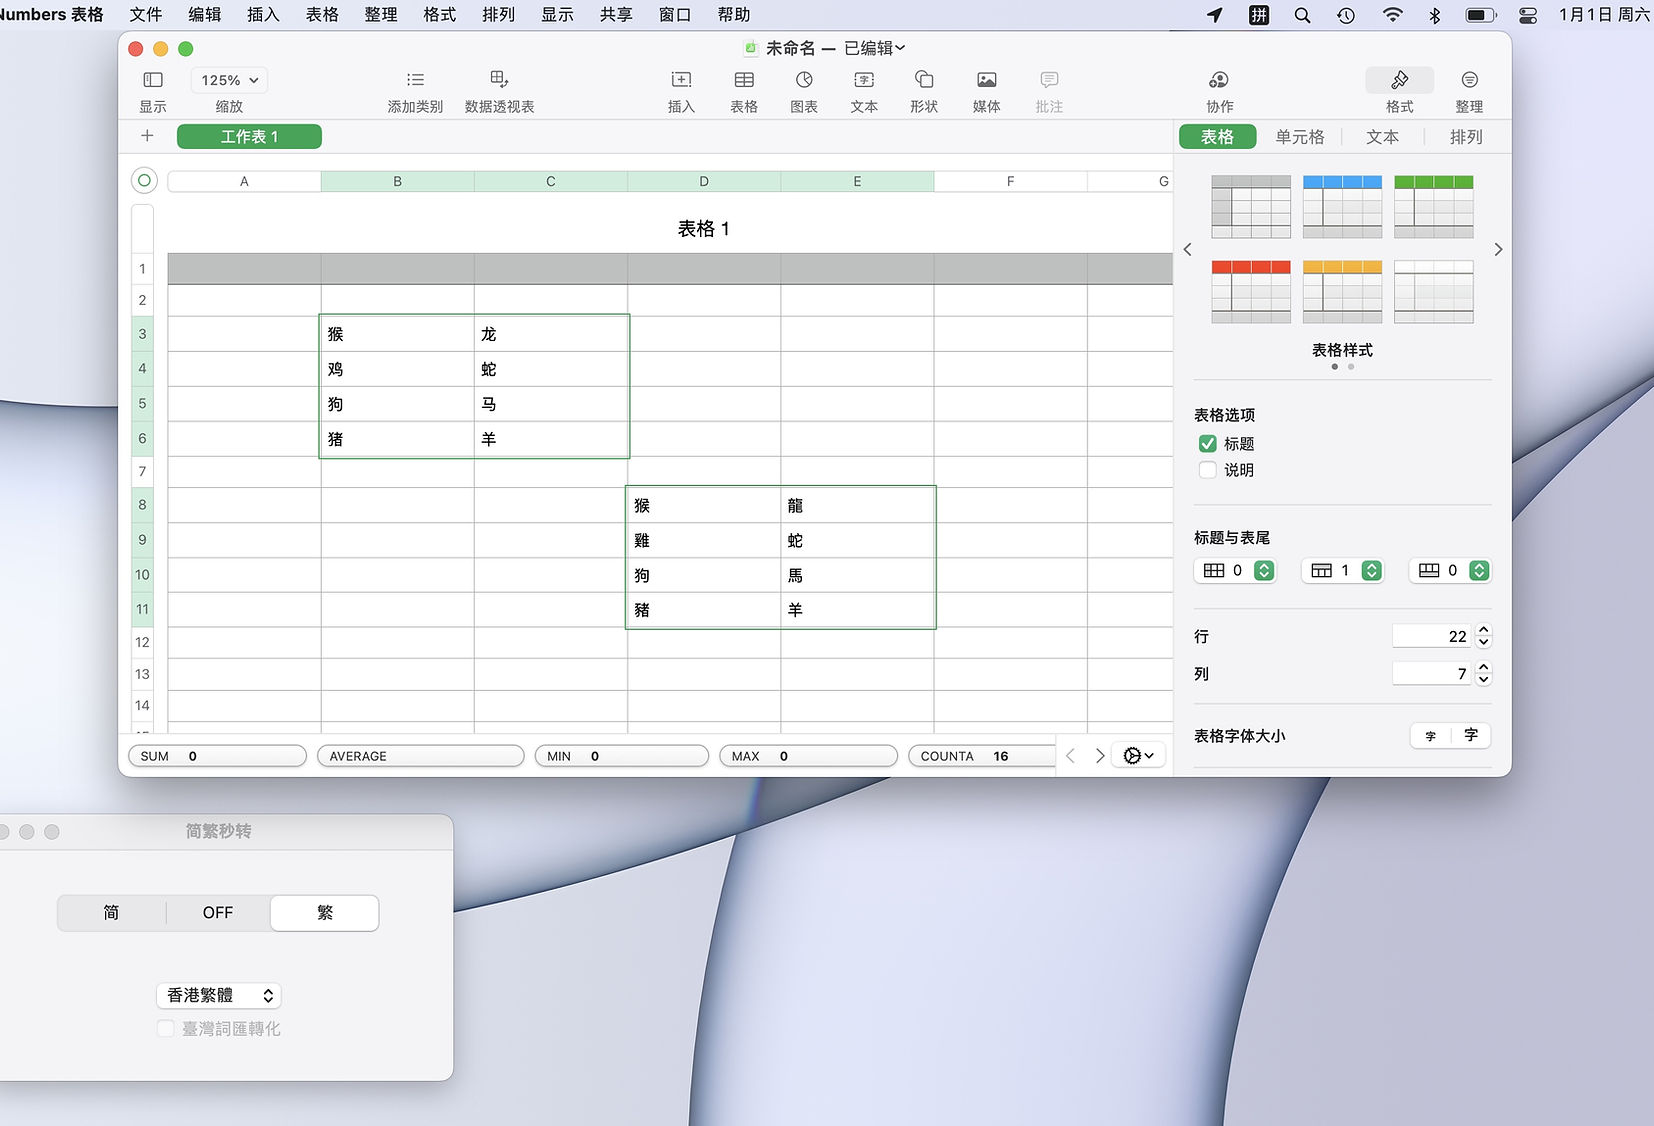 Numbers 表格 文件 编辑 插入 表格 整理 格式 排列 显示 共享 窗口 帮助 拼 1月1日 周六
未命名 — 已编辑
125%
显示 缩放 添加类别 数据透视表 插入 表格 图表 文本 形状 媒体 批注 协作 格式 整理
工作表 1
表格 单元格 文本 排列
A B C D E F G
表格 1
1
2
3 猴 龙
4 鸡 蛇
5 狗 马
6 猪 羊
7
8 猴 龍
9 雞 蛇
10 狗 馬
11 豬 羊
12
13
14
SUM 0 AVERAGE MIN 0 MAX 0 COUNTA 16
表格样式
表格选项
标题
说明
标题与表尾
0 1 0
行 22
列 7
表格字体大小 字 字
简繁秒转
简 OFF 繁
香港繁體
臺灣詞匯轉化